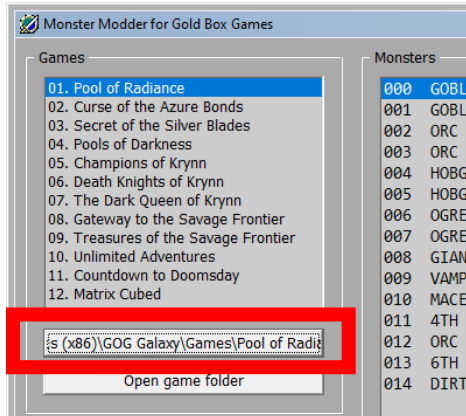 Monster Modder for Gold Box Games
Games
01. Pool of Radiance
02. Curse of the Azure Bonds
03. Secret of the Silver Blades
04. Pools of Darkness
05. Champions of Krynn
06. Death Knights of Krynn
07. The Dark Queen of Krynn
08. Gateway to the Savage Frontier
09. Treasures of the Savage Frontier
10. Unlimited Adventures
11. Countdown to Doomsday
12. Matrix Cubed
s (x86)\GOG Galaxy\Games\Pool of Radia
Open game folder
Monsters
000 GOBL
001 GOBL
002 ORC
003 ORC
004 HOBG
005 HOBG
006 OGRE
007 OGRE
008 GIAN
009 VAMP
010 MACE
011 4TH
012 ORC
013 6TH
014 DIRT